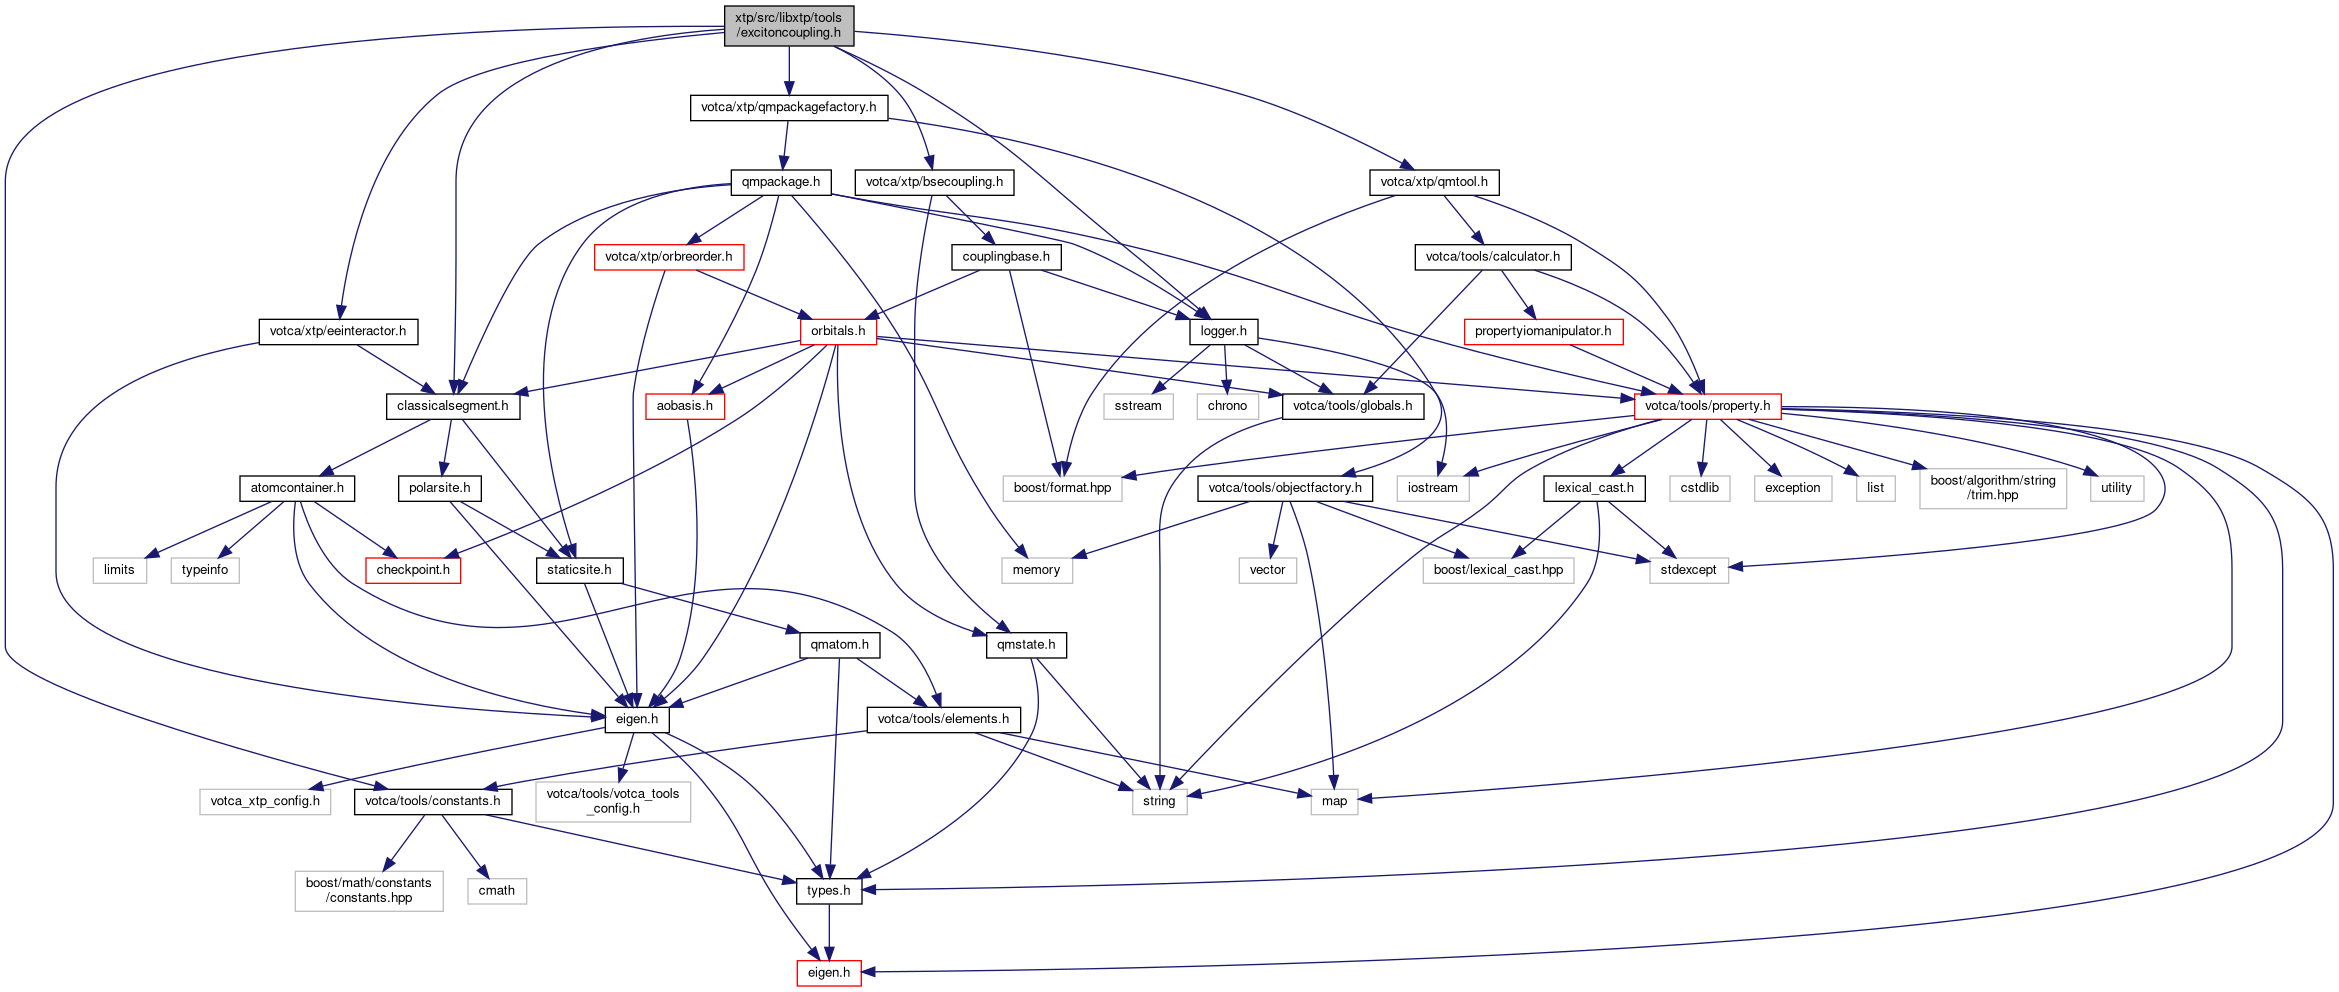 xtp/src/libxtp/tools
/excitoncoupling.h
votca/xtp/qmpackagefactory.h
qmpackage.h
votca/xtp/bsecoupling.h
votca/xtp/qmtool.h
votca/xtp/orbreorder.h
couplingbase.h
votca/tools/calculator.h
votca/xtp/eeinteractor.h
orbitals.h
logger.h
propertyiomanipulator.h
classicalsegment.h
aobasis.h
sstream
chrono
votca/tools/globals.h
votca/tools/property.h
atomcontainer.h
polarsite.h
boost/format.hpp
votca/tools/objectfactory.h
iostream
lexical_cast.h
cstdlib
exception
list
boost/algorithm/string
/trim.hpp
utility
limits
typeinfo
checkpoint.h
staticsite.h
memory
vector
boost/lexical_cast.hpp
stdexcept
qmatom.h
qmstate.h
eigen.h
votca/tools/elements.h
votca_xtp_config.h
votca/tools/constants.h
votca/tools/votca_tools
_config.h
string
map
boost/math/constants
/constants.hpp
cmath
types.h
eigen.h